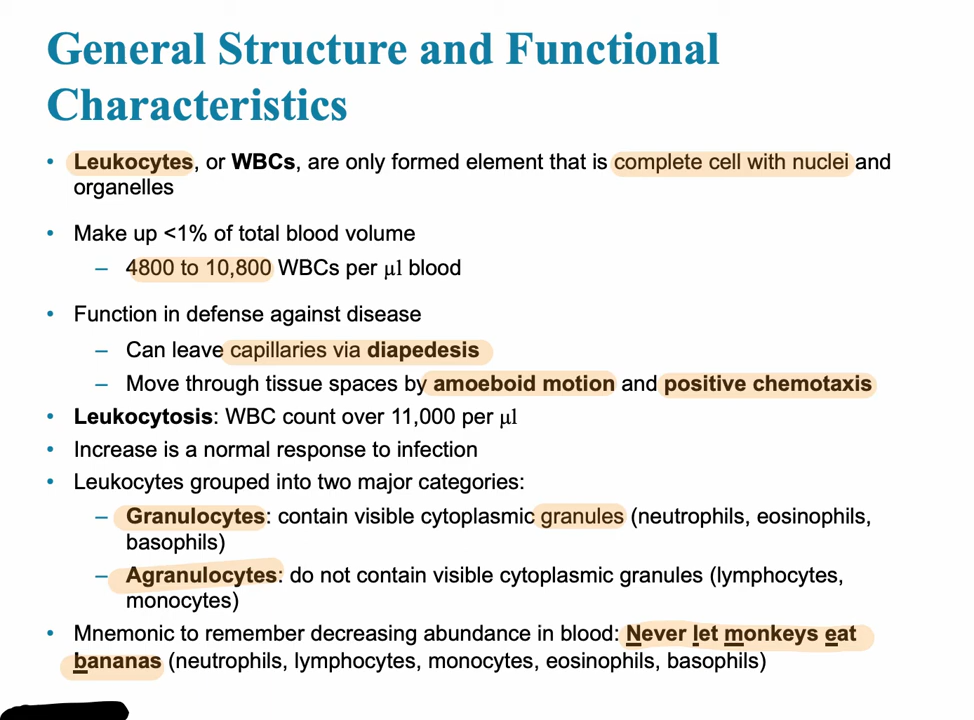 General Structure and Functional
Characteristics
• Leukocytes, or WBCs, are only formed element that is complete cell with nuclei and
organelles
• Make up <1% of total blood volume
– 4800 to 10,800 WBCs per µl blood
• Function in defense against disease
– Can leave capillaries via diapedesis
– Move through tissue spaces by amoeboid motion and positive chemotaxis
• Leukocytosis: WBC count over 11,000 per µl
• Increase is a normal response to infection
• Leukocytes grouped into two major categories:
– Granulocytes: contain visible cytoplasmic granules (neutrophils, eosinophils,
basophils)
– Agranulocytes: do not contain visible cytoplasmic granules (lymphocytes,
monocytes)
• Mnemonic to remember decreasing abundance in blood: Never let monkeys eat
bananas (neutrophils, lymphocytes, monocytes, eosinophils, basophils)